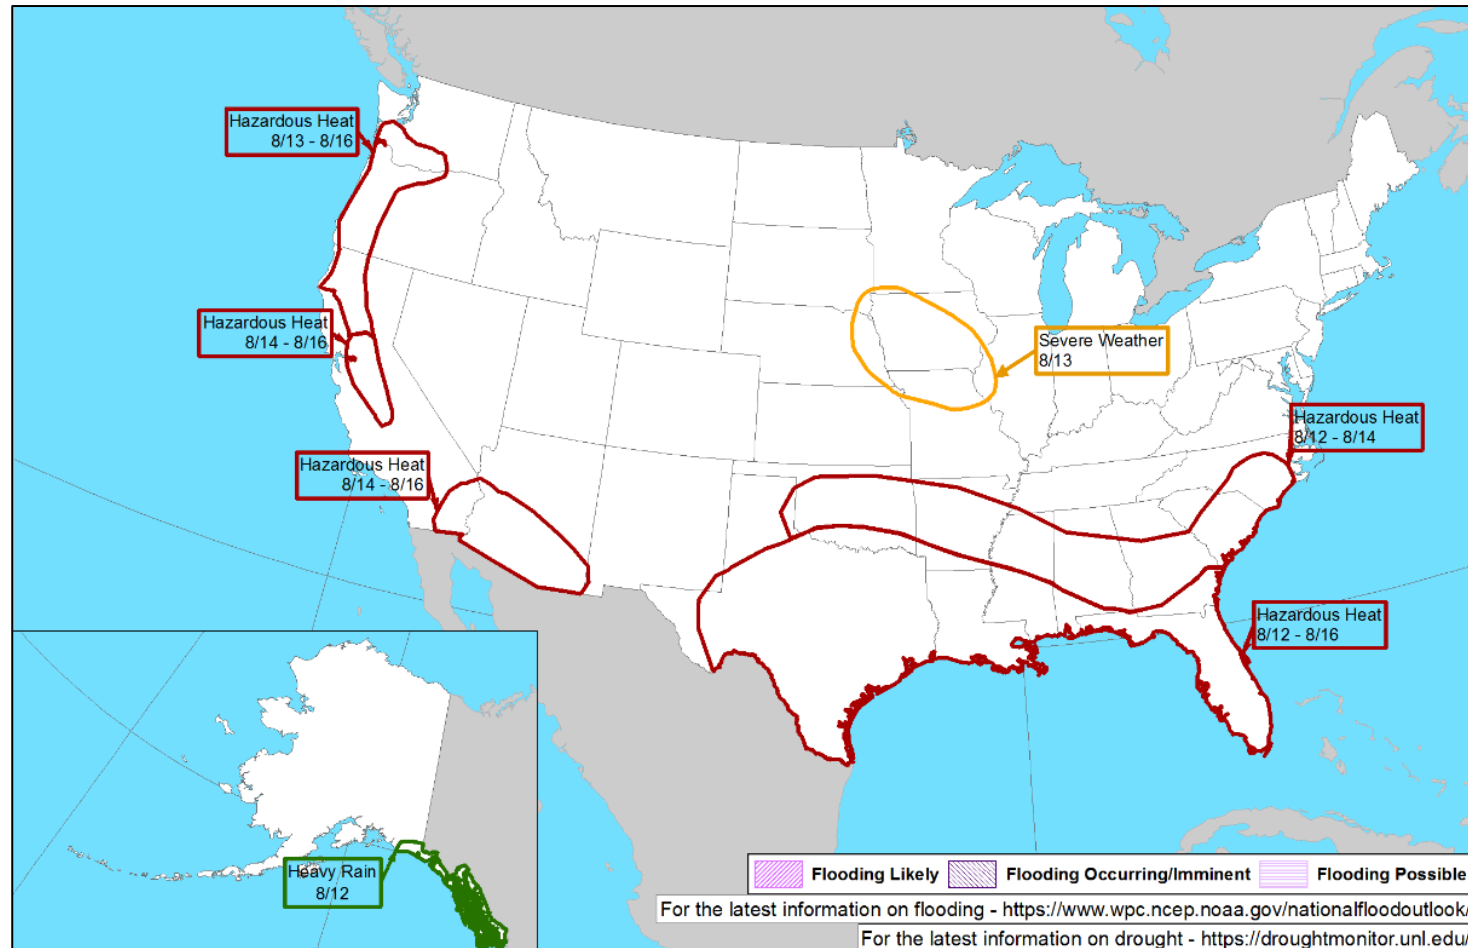 Hazardous Heat
8/13 - 8/16
Hazardous Heat
8/14 - 8/16
Severe Weather
8/13
Hazardous Heat
8/12 - 8/14
Hazardous Heat
8/14 - 8/16
Hazardous Heat
8/12 - 8/16
Heavy Rain
8/12
Flooding Likely Flooding Occurring/Imminent Flooding Possible
For the latest information on flooding - https://www.wpc.ncep.noaa.gov/nationalfloodoutlook/
For the latest information on drought - https://droughtmonitor.unl.edu/